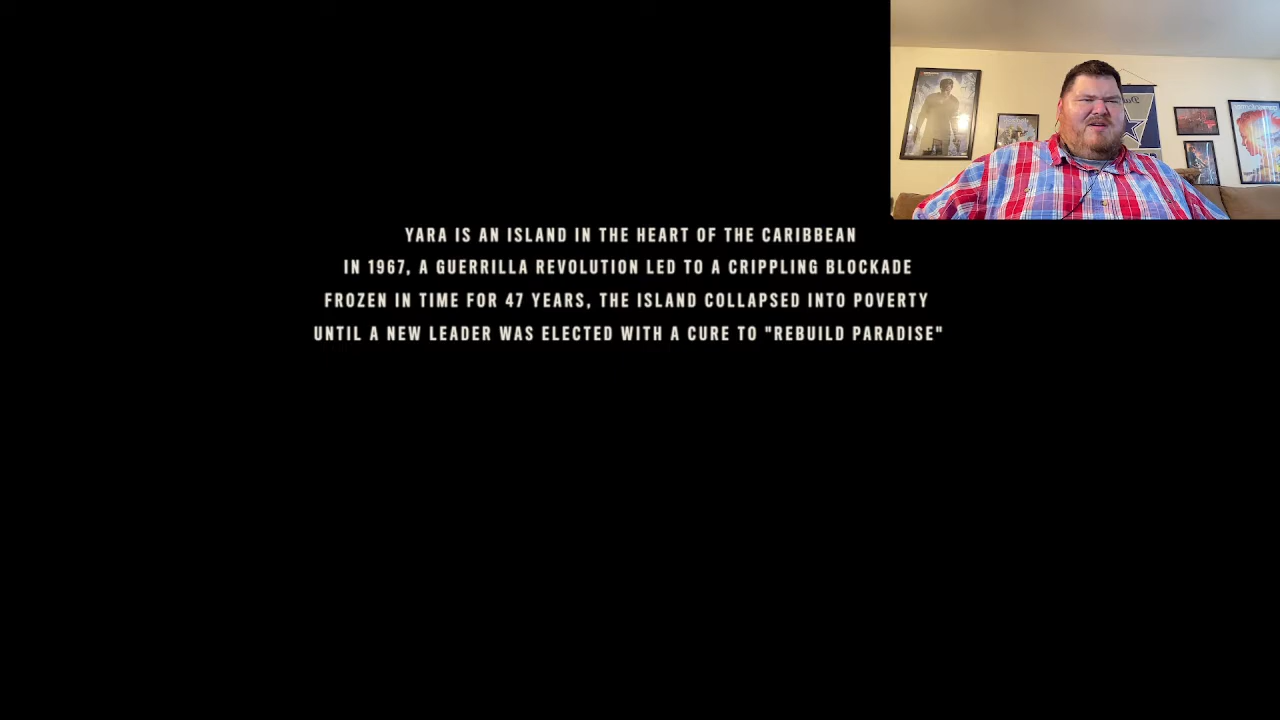 YARA IS AN ISLAND IN THE HEART OF THE CARIBBEAN
IN 1967, A GUERRILLA REVOLUTION LED TO A CRIPPLING BLOCKADE
FROZEN IN TIME FOR 47 YEARS, THE ISLAND COLLAPSED INTO POVERTY
UNTIL A NEW LEADER WAS ELECTED WITH A CURE TO "REBUILD PARADISE"